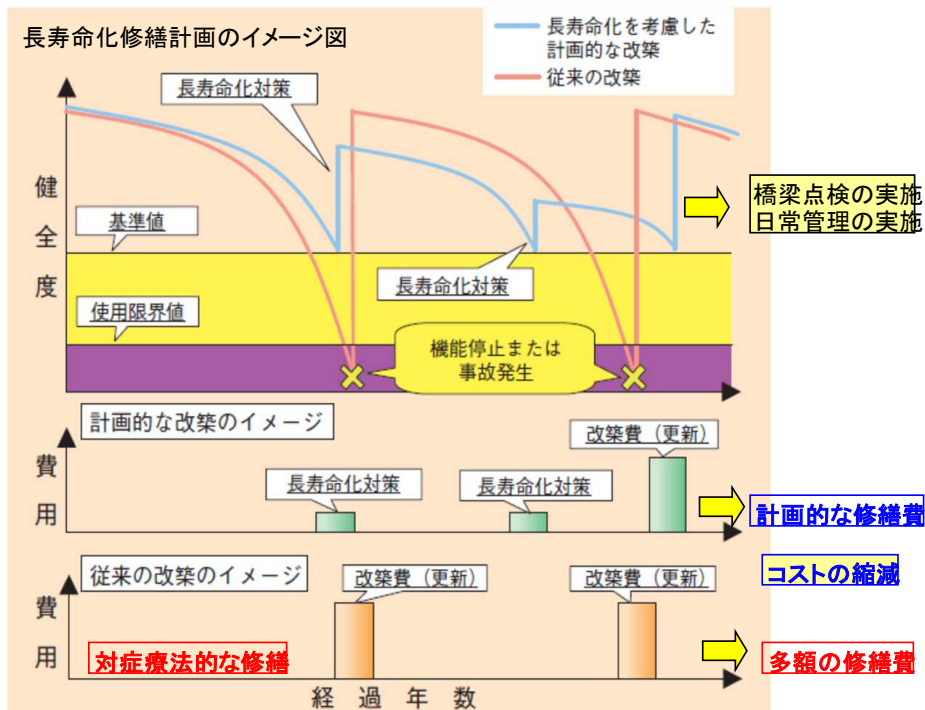 長寿命化修繕計画のイメージ図
長寿命化を考慮した
計画的な改築
従来の改築
長寿命化対策
健全度
基準値
使用限界値
長寿命化対策
機能停止または
事故発生
橋梁点検の実施
日常管理の実施
計画的な改築のイメージ
費用
長寿命化対策
長寿命化対策
改築費（更新）
計画的な修繕費
コストの縮減
従来の改築のイメージ
費用
改築費（更新）
改築費（更新）
対症療法的な修繕
多額の修繕費
経過年数